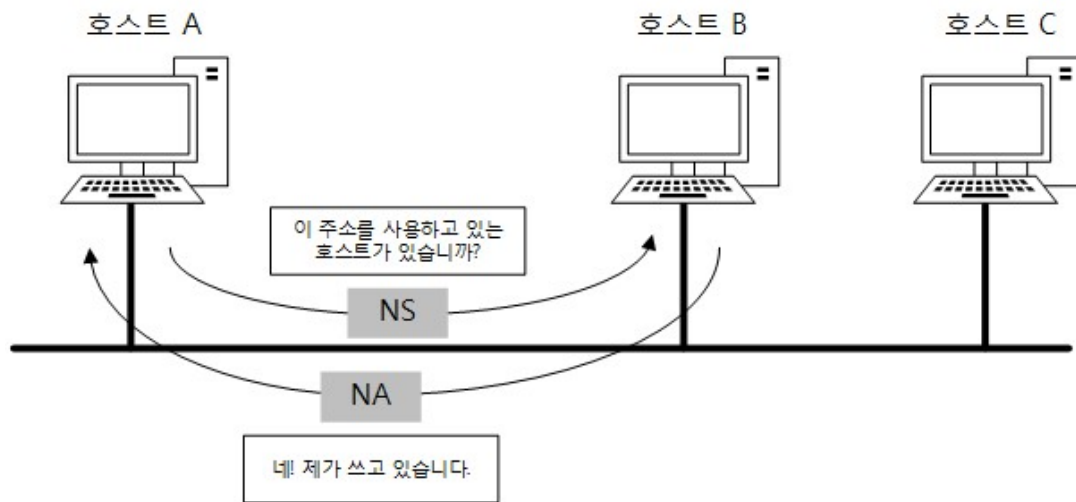 호스트 A
호스트 B
호스트 C
이 주소를 사용하고 있는
호스트가 있습니까?
NS
NA
네! 제가 쓰고 있습니다.